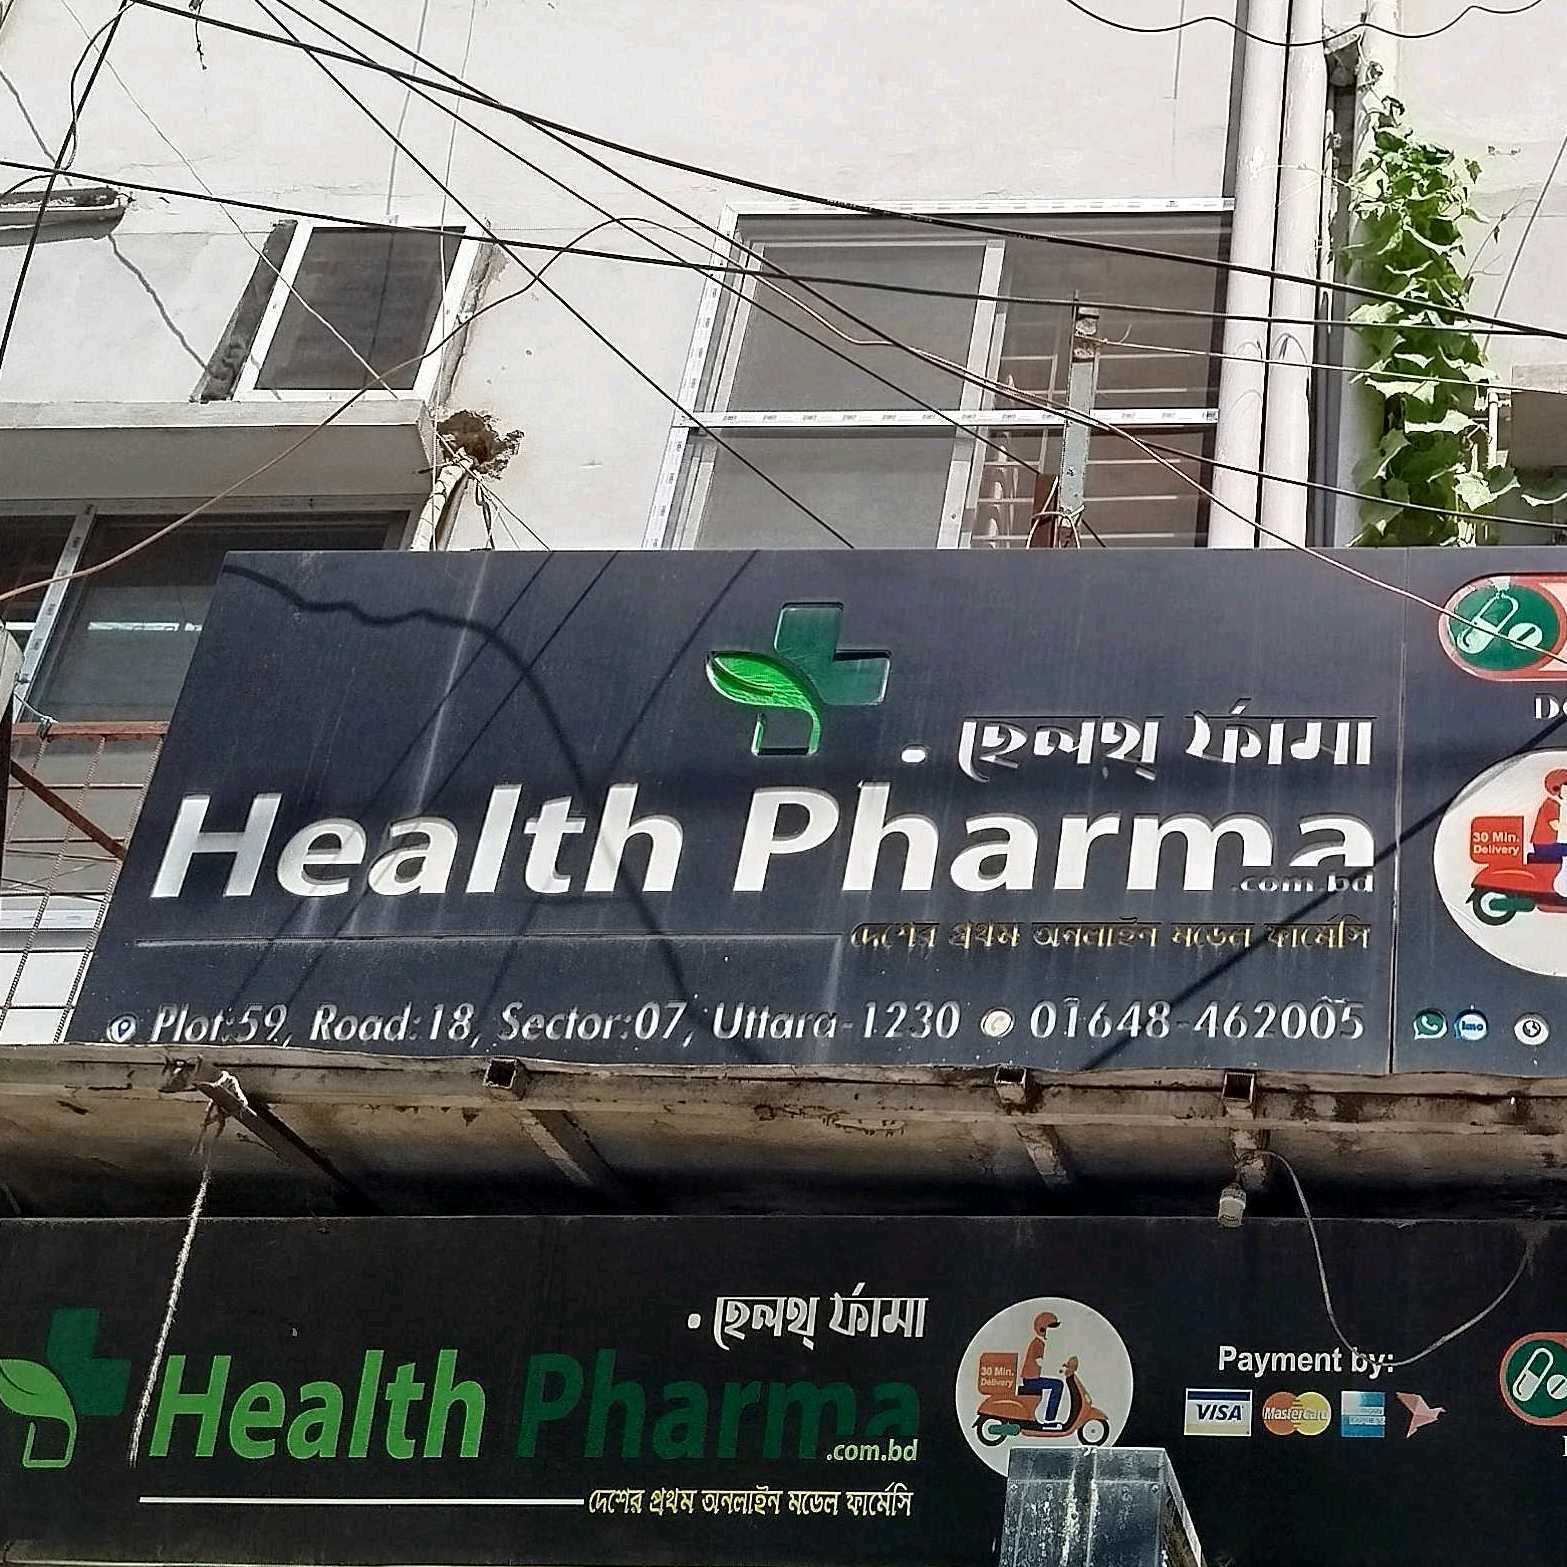 হেলথ্ ফার্মা
Health Pharma
.com.bd
দেশের প্রথম অনলাইন মডেল ফার্মেসি
Plot:59, Road:18, Sector:07, Uttara-1230 01648-462005
30 Min.
Delivery
imo
হেলথ্ ফার্মা
Health Pharma
.com.bd
দেশের প্রথম অনলাইন মডেল ফার্মেসি
30 Min.
Delivery
Payment by:
VISA MasterCard